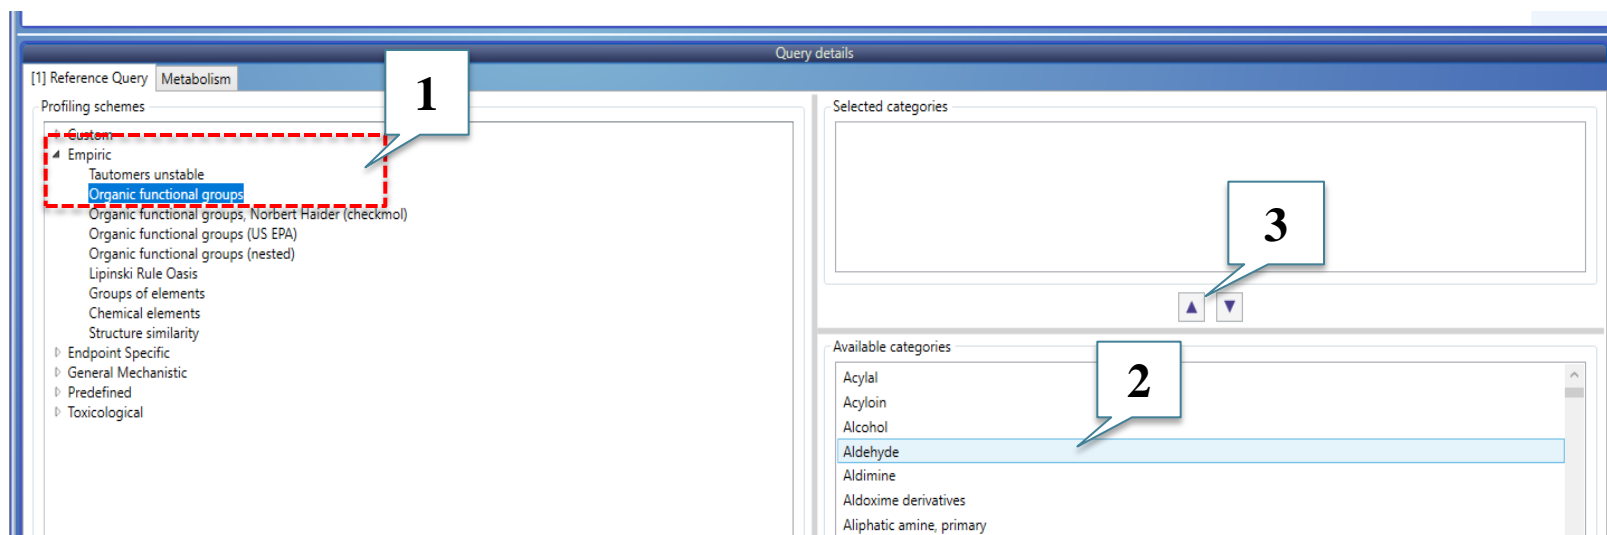 Query details
[1] Reference Query
Metabolism
1
Profiling schemes
Custom
Empiric
Tautomers unstable
Organic functional groups
Organic functional groups, Norbert Haider (checkmol)
Organic functional groups (US EPA)
Organic functional groups (nested)
Lipinski Rule Oasis
Groups of elements
Chemical elements
Structure similarity
Endpoint Specific
General Mechanistic
Predefined
Toxicological
Selected categories
3
Available categories
2
Acylal
Acyloin
Alcohol
Aldehyde
Aldimine
Aldoxime derivatives
Aliphatic amine, primary